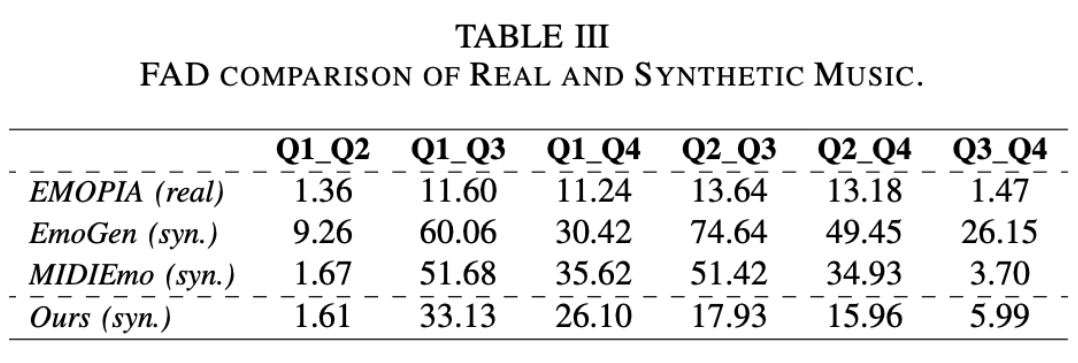 TABLE III
FAD COMPARISON OF REAL AND SYNTHETIC MUSIC.
Q1_Q2 Q1_Q3 Q1_Q4 Q2_Q3 Q2_Q4 Q3_Q4
EMOPIA (real) 1.36 11.60 11.24 13.64 13.18 1.47
EmoGen (syn.) 9.26 60.06 30.42 74.64 49.45 26.15
MIDIEmo (syn.) 1.67 51.68 35.62 51.42 34.93 3.70
Ours (syn.) 1.61 33.13 26.10 17.93 15.96 5.99